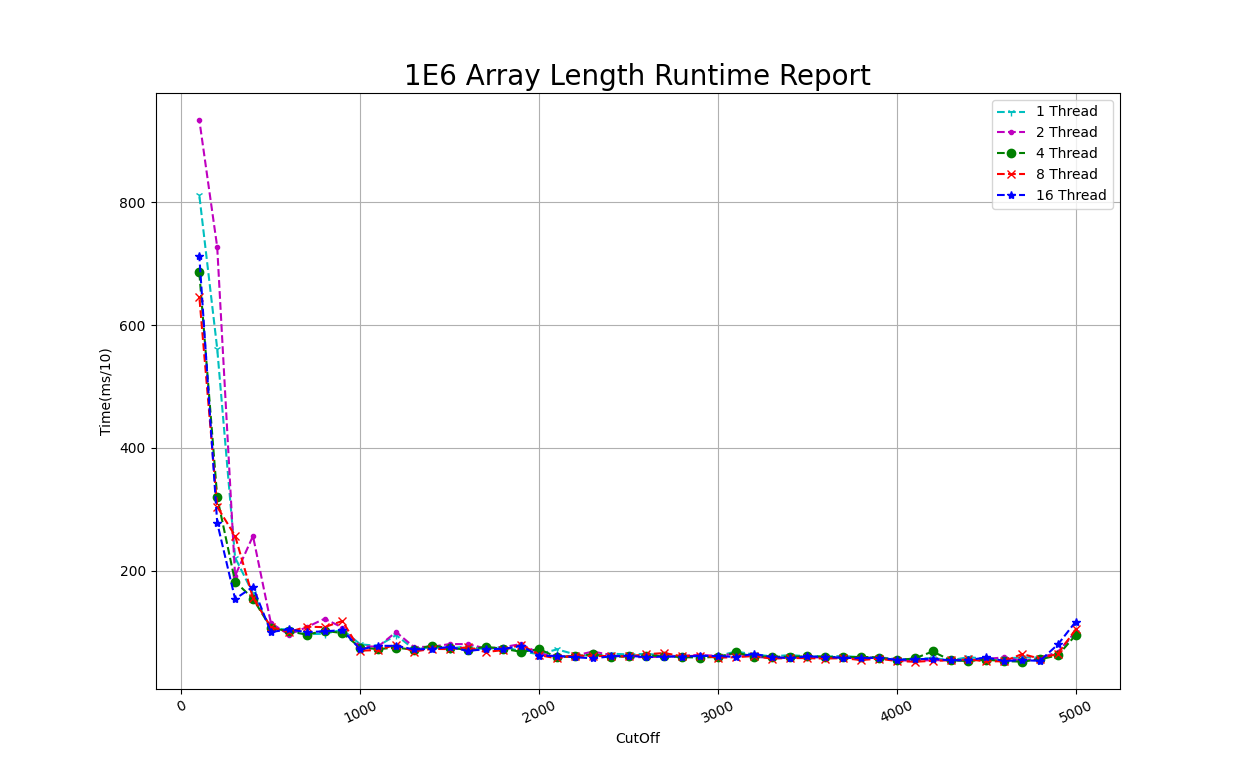 1E6 Array Length Runtime Report
1 Thread
2 Thread
4 Thread
8 Thread
16 Thread
800
600
400
200
Time(ms/10)
0
1000
2000
3000
4000
5000
CutOff